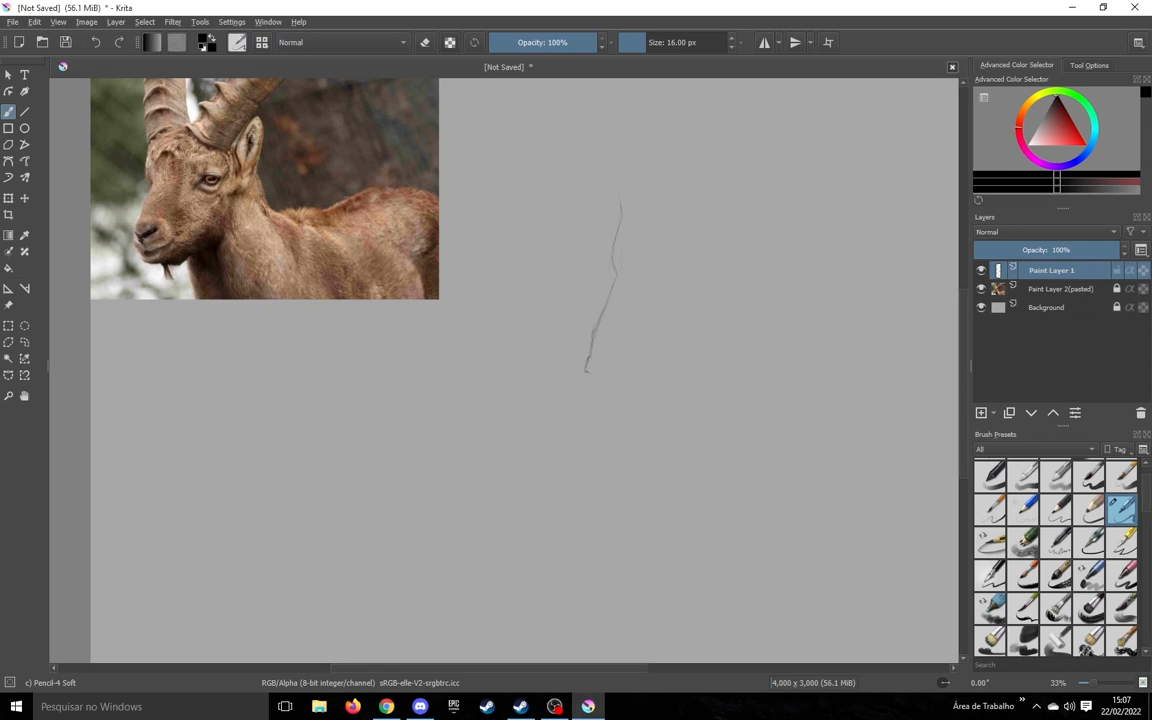 [Not Saved] (56.1 MiB) * - Krita
File Edit View Image Layer Select Filter Tools Settings Window Help
Normal Opacity: 100% Size: 16.00 px
[Not Saved] *
Advanced Color Selector Tool Options
Advanced Color Selector
Layers
Normal
Opacity: 100%
Paint Layer 1
Paint Layer 2(pasted)
Background
Brush Presets
All Tag
Search
c) Pencil-4 Soft RGB/Alpha (8-bit integer/channel) sRGB-elle-V2-srgbtrc.icc 4,000 x 3,000 (56.1 MiB) 0.00° 33%
Pesquisar no Windows EPIC Área de Trabalho 15:07
22/02/2022